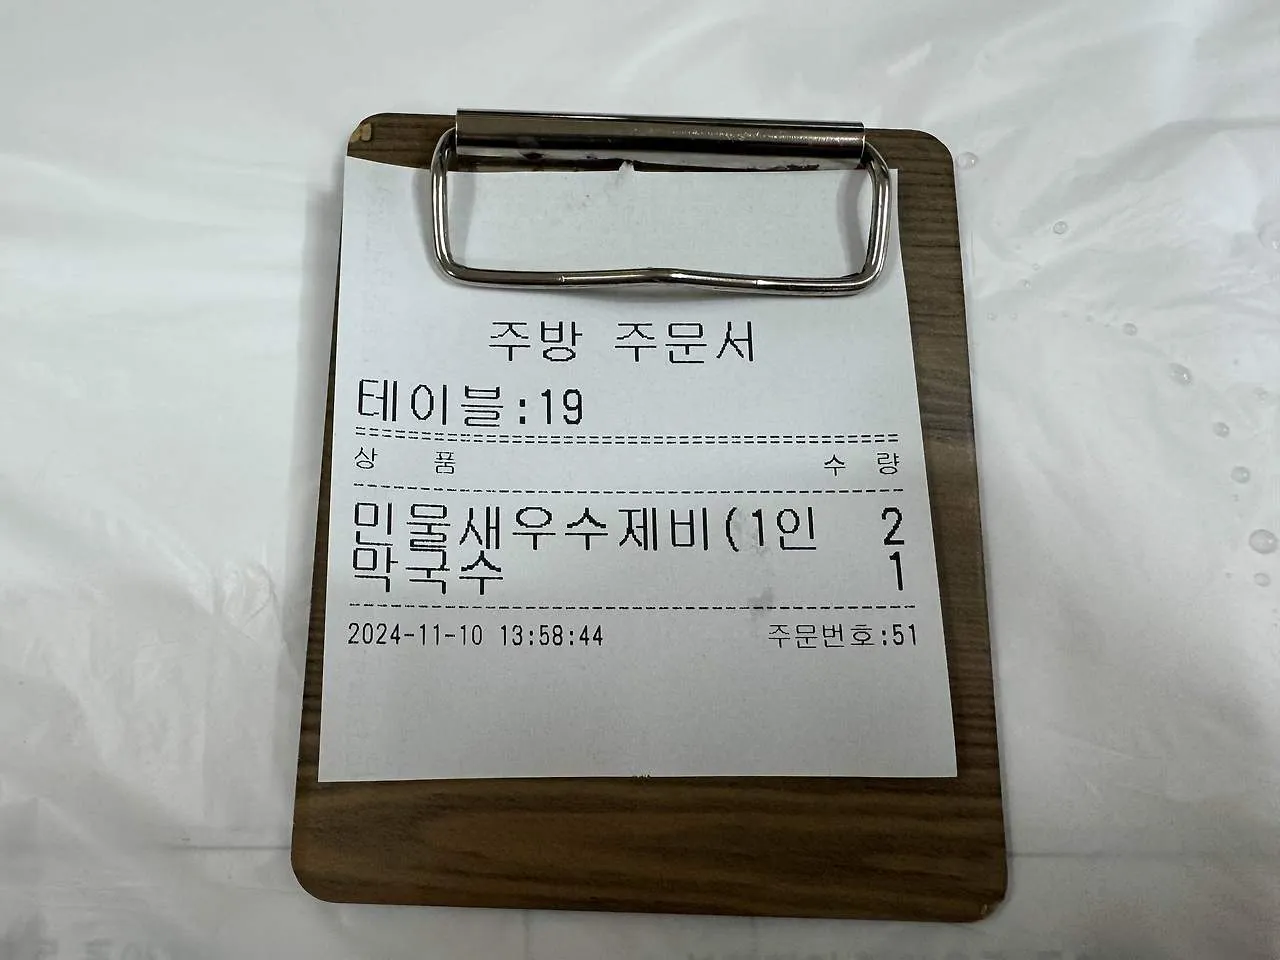 주방 주문서
테이블:19
상 품 수 량
민물새우수제비(1인 2
막국수 1
2024-11-10 13:58:44 주문번호:51